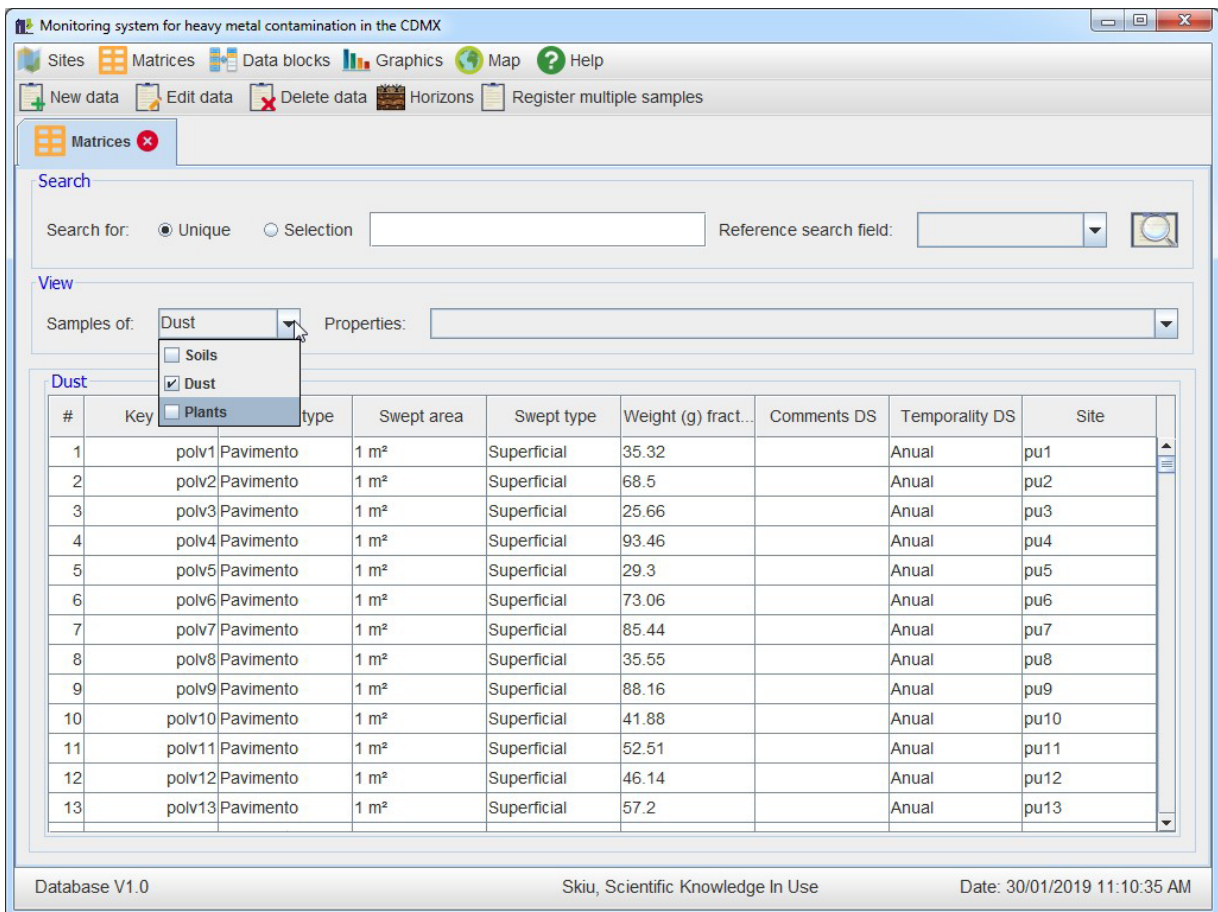 Monitoring system for heavy metal contamination in the CDMX
Sites Matrices Data blocks Graphics Map Help
New data Edit data Delete data Horizons Register multiple samples
Matrices
Search
Search for: Unique Selection Reference search field:
View
Samples of: Dust Properties:
Soils
Dust
Plants
Dust
# Key type Swept area Swept type Weight (g) fract... Comments DS Temporality DS Site
1 polv1 Pavimento 1 m² Superficial 35.32 Anual pu1
2 polv2 Pavimento 1 m² Superficial 68.5 Anual pu2
3 polv3 Pavimento 1 m² Superficial 25.66 Anual pu3
4 polv4 Pavimento 1 m² Superficial 93.46 Anual pu4
5 polv5 Pavimento 1 m² Superficial 29.3 Anual pu5
6 polv6 Pavimento 1 m² Superficial 73.06 Anual pu6
7 polv7 Pavimento 1 m² Superficial 85.44 Anual pu7
8 polv8 Pavimento 1 m² Superficial 35.55 Anual pu8
9 polv9 Pavimento 1 m² Superficial 88.16 Anual pu9
10 polv10 Pavimento 1 m² Superficial 41.88 Anual pu10
11 polv11 Pavimento 1 m² Superficial 52.51 Anual pu11
12 polv12 Pavimento 1 m² Superficial 46.14 Anual pu12
13 polv13 Pavimento 1 m² Superficial 57.2 Anual pu13
Database V1.0 Skiu, Scientific Knowledge In Use Date: 30/01/2019 11:10:35 AM